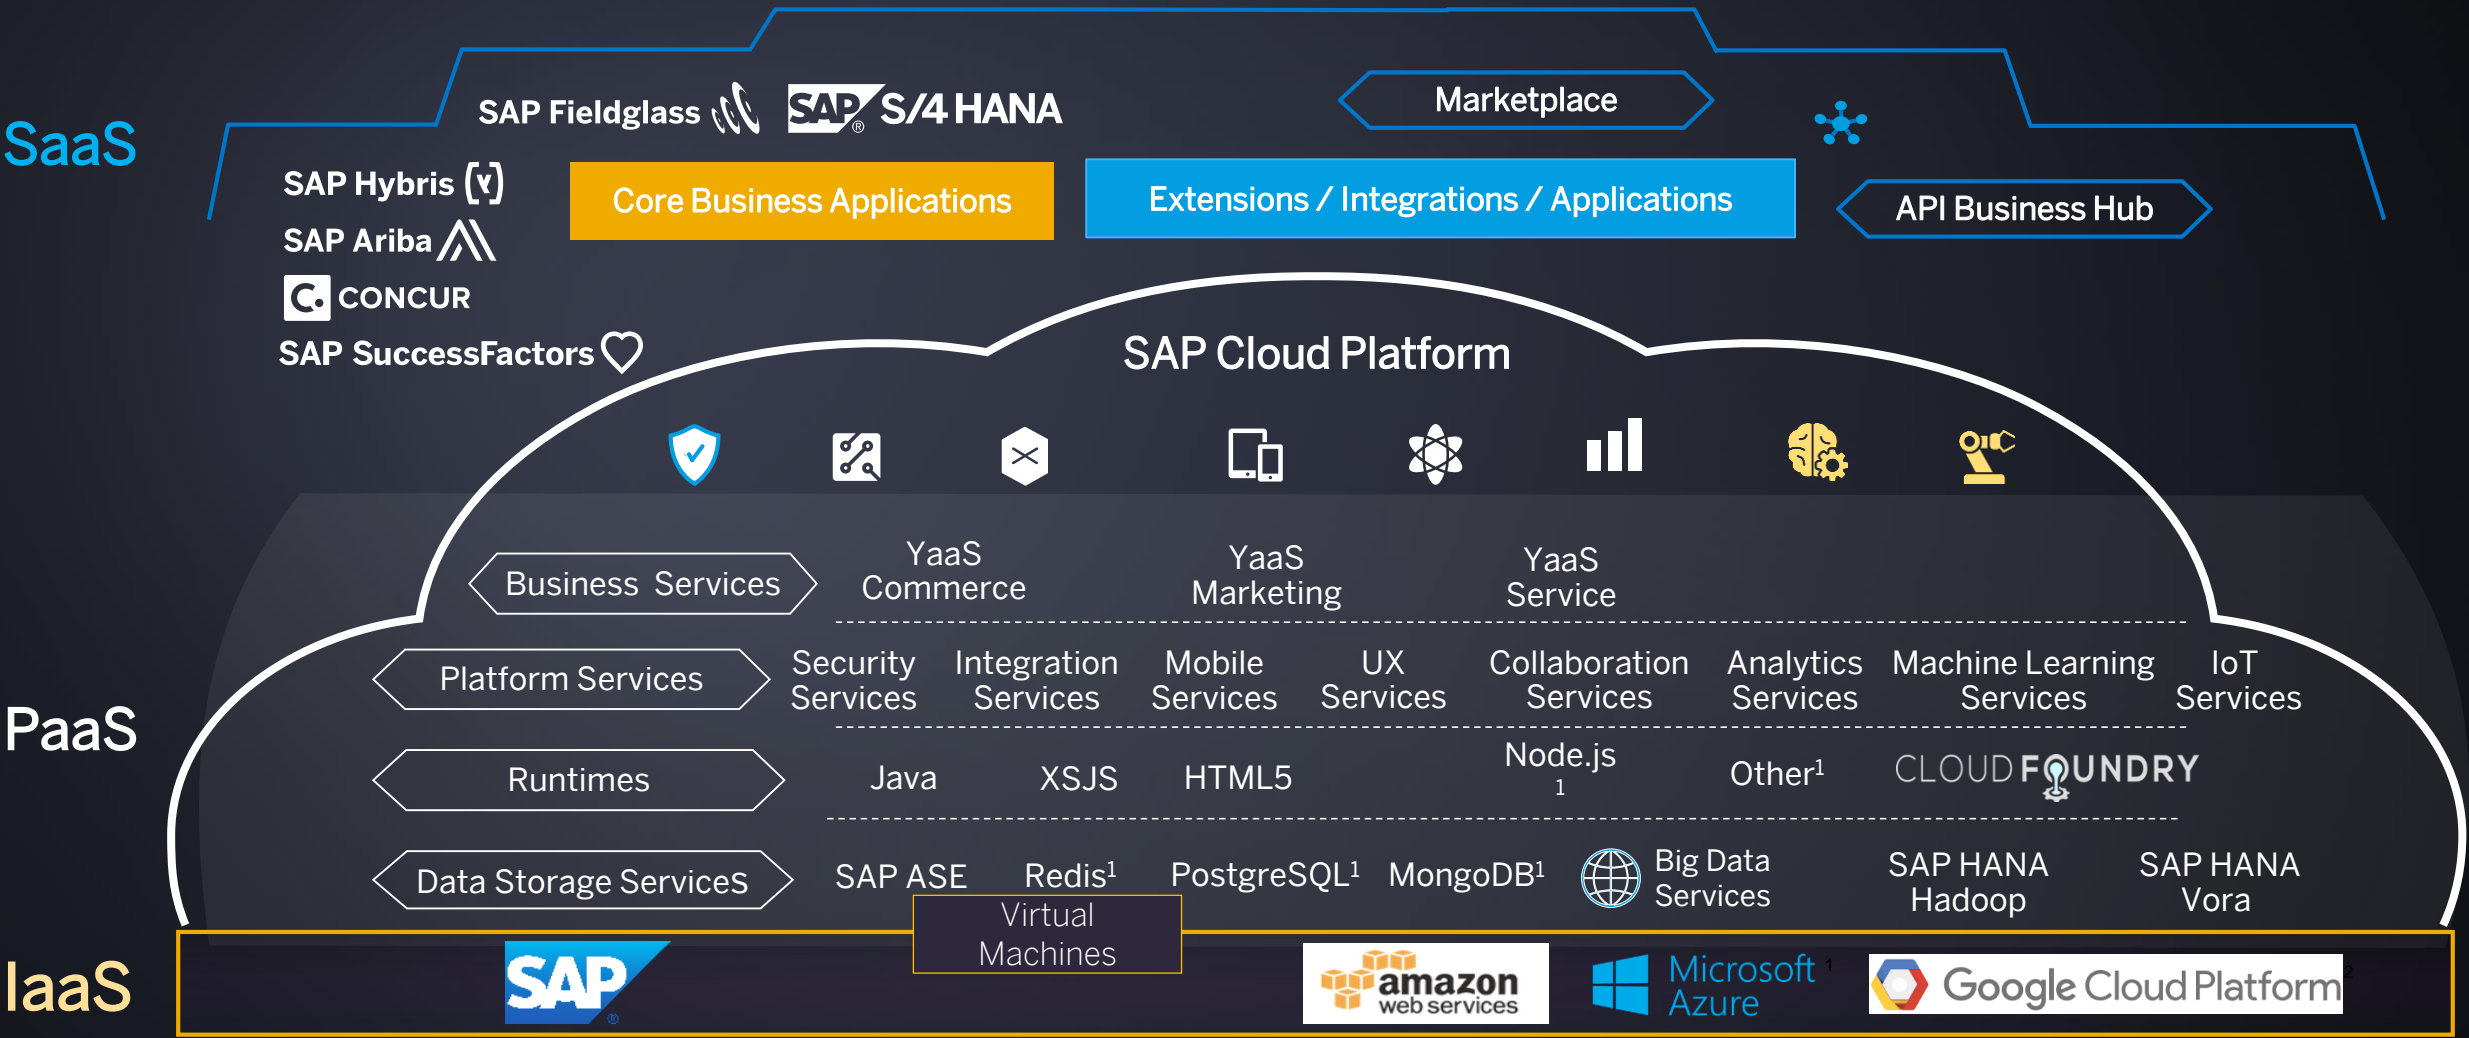 SaaS
SAP Fieldglass
SAP® S/4 HANA
Marketplace
SAP Hybris (Y)
Core Business Applications
Extensions / Integrations / Applications
API Business Hub
SAP Ariba
C. CONCUR
SAP SuccessFactors
SAP Cloud Platform
Business Services
YaaS
Commerce
YaaS
Marketing
YaaS
Service
PaaS
Platform Services
Security
Services
Integration
Services
Mobile
Services
UX
Services
Collaboration
Services
Analytics
Services
Machine Learning
Services
IoT
Services
Runtimes
Java
XSJS
HTML5
Node.js
1
Other¹
CLOUD FOUNDRY
Data Storage Services
SAP ASE
Redis¹
PostgreSQL¹
MongoDB¹
Big Data
Services
SAP HANA
Hadoop
SAP HANA
Vora
Virtual
Machines
IaaS
SAP®
amazon
web services
Microsoft 1
Azure
Google Cloud Platform 2